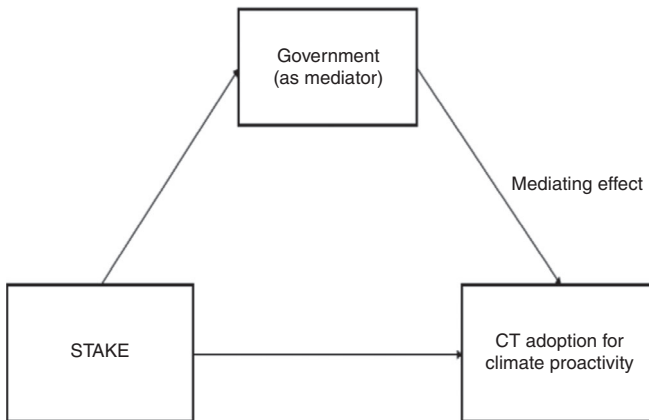 Government
(as mediator)
Mediating effect
STAKE
CT adoption for
climate proactivity